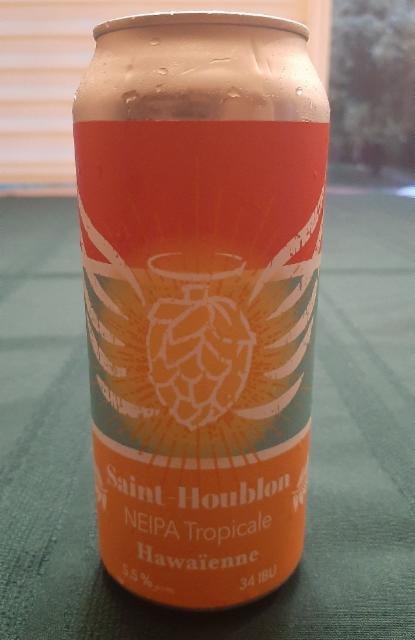 Saint-Houblon
NEIPA Tropicale
Hawaïenne
5.5% 34 IBU